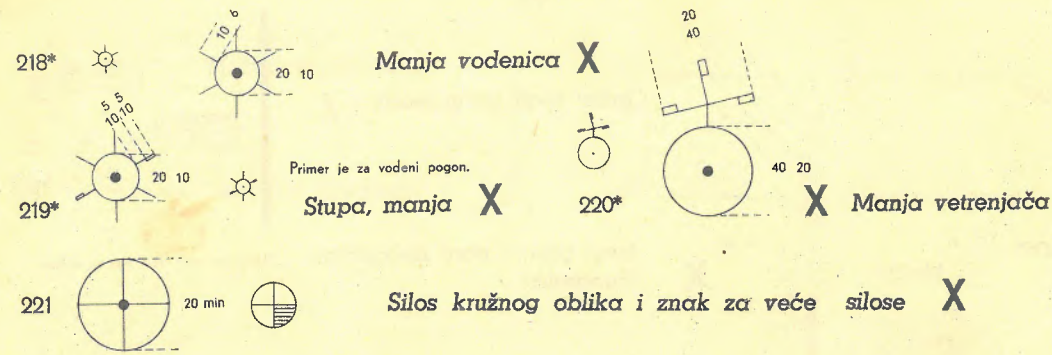 218* 10 6 20 10 Manja vodenica X
219* 5 5 10 10 20 10 Primer je za vodeni pogon.
Stupa, manja X
220* 20 40 40 20 X Manja vetrenjača
221 20 min Silos kružnog oblika i znak za veće silose X